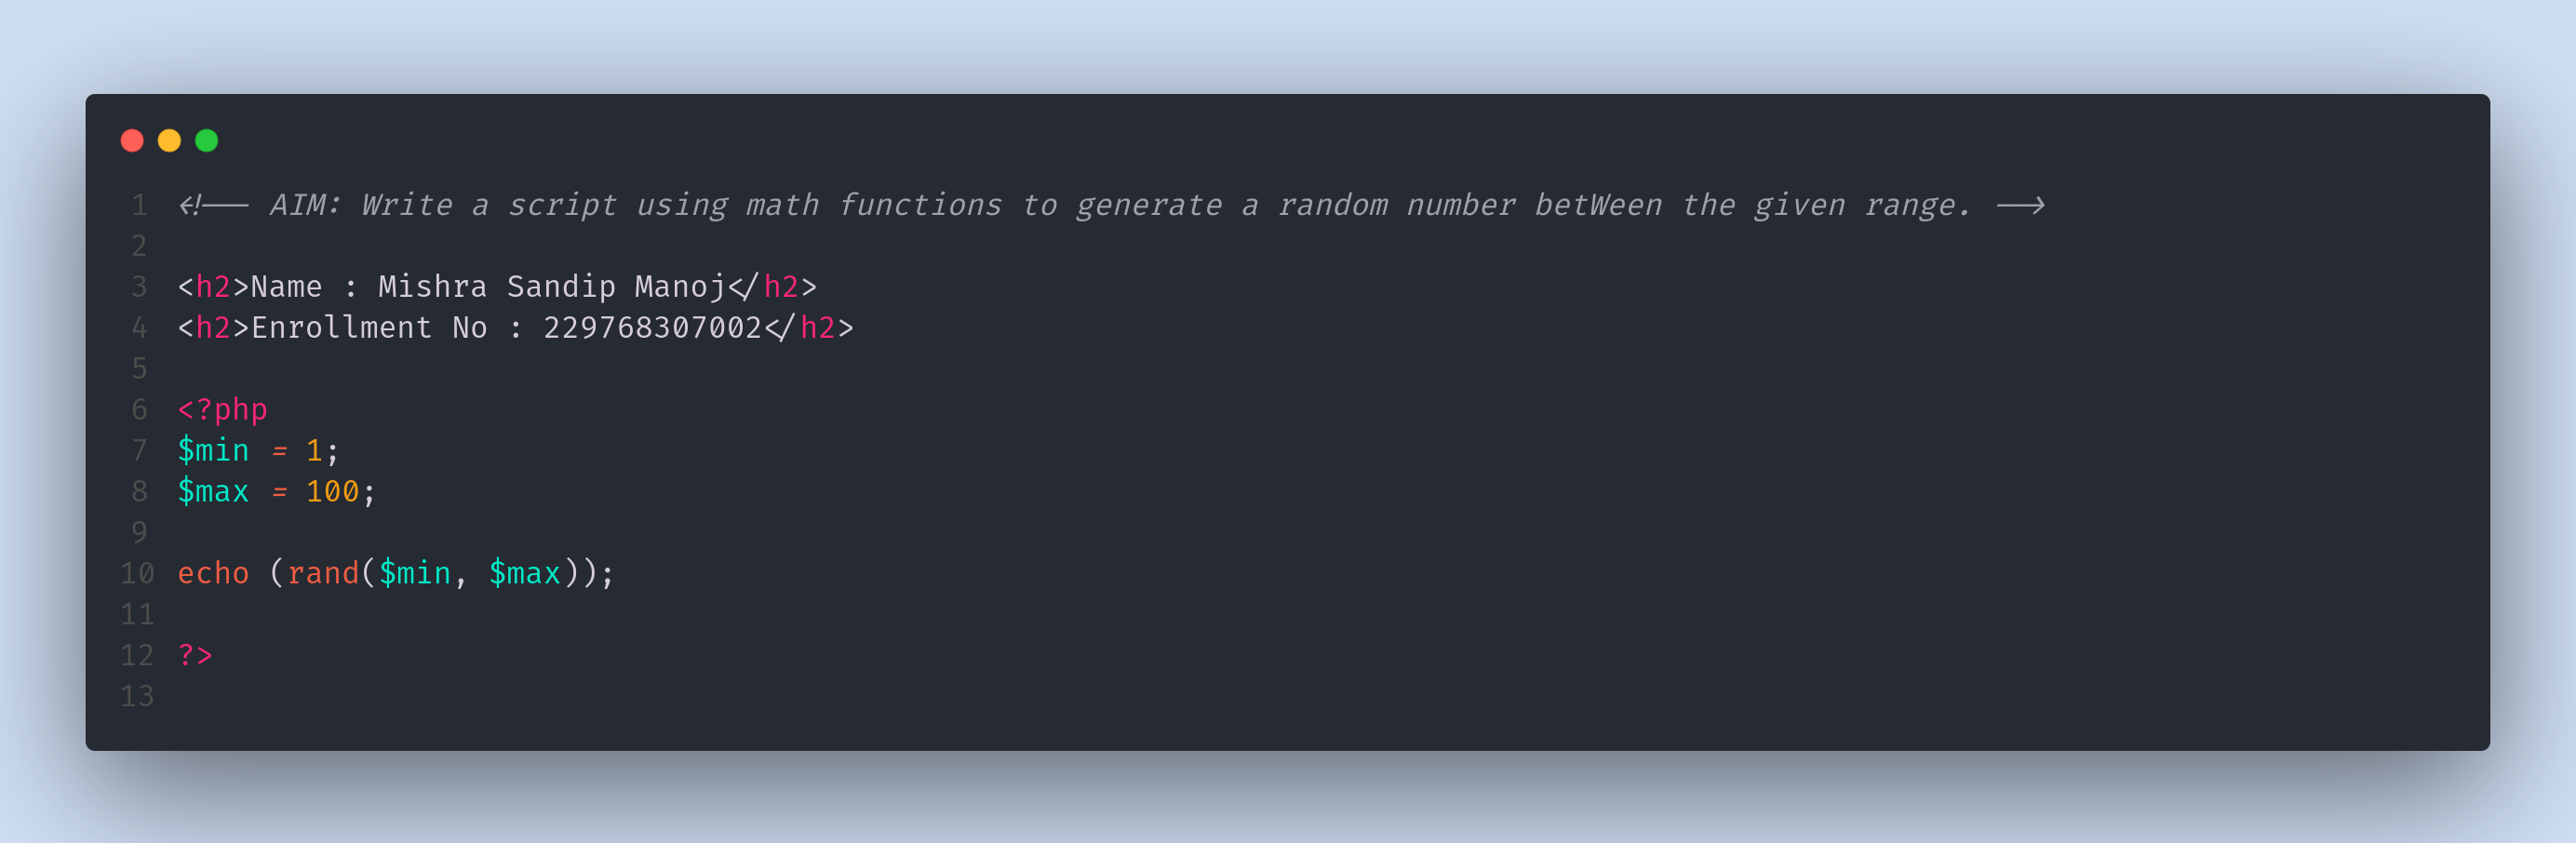 1 <!-- AIM: Write a script using math functions to generate a random number betWeen the given range. -->
2
3 <h2>Name : Mishra Sandip Manoj</h2>
4 <h2>Enrollment No : 229768307002</h2>
5
6 <?php
7 $min = 1;
8 $max = 100;
9
10 echo (rand($min, $max));
11
12 ?>
13